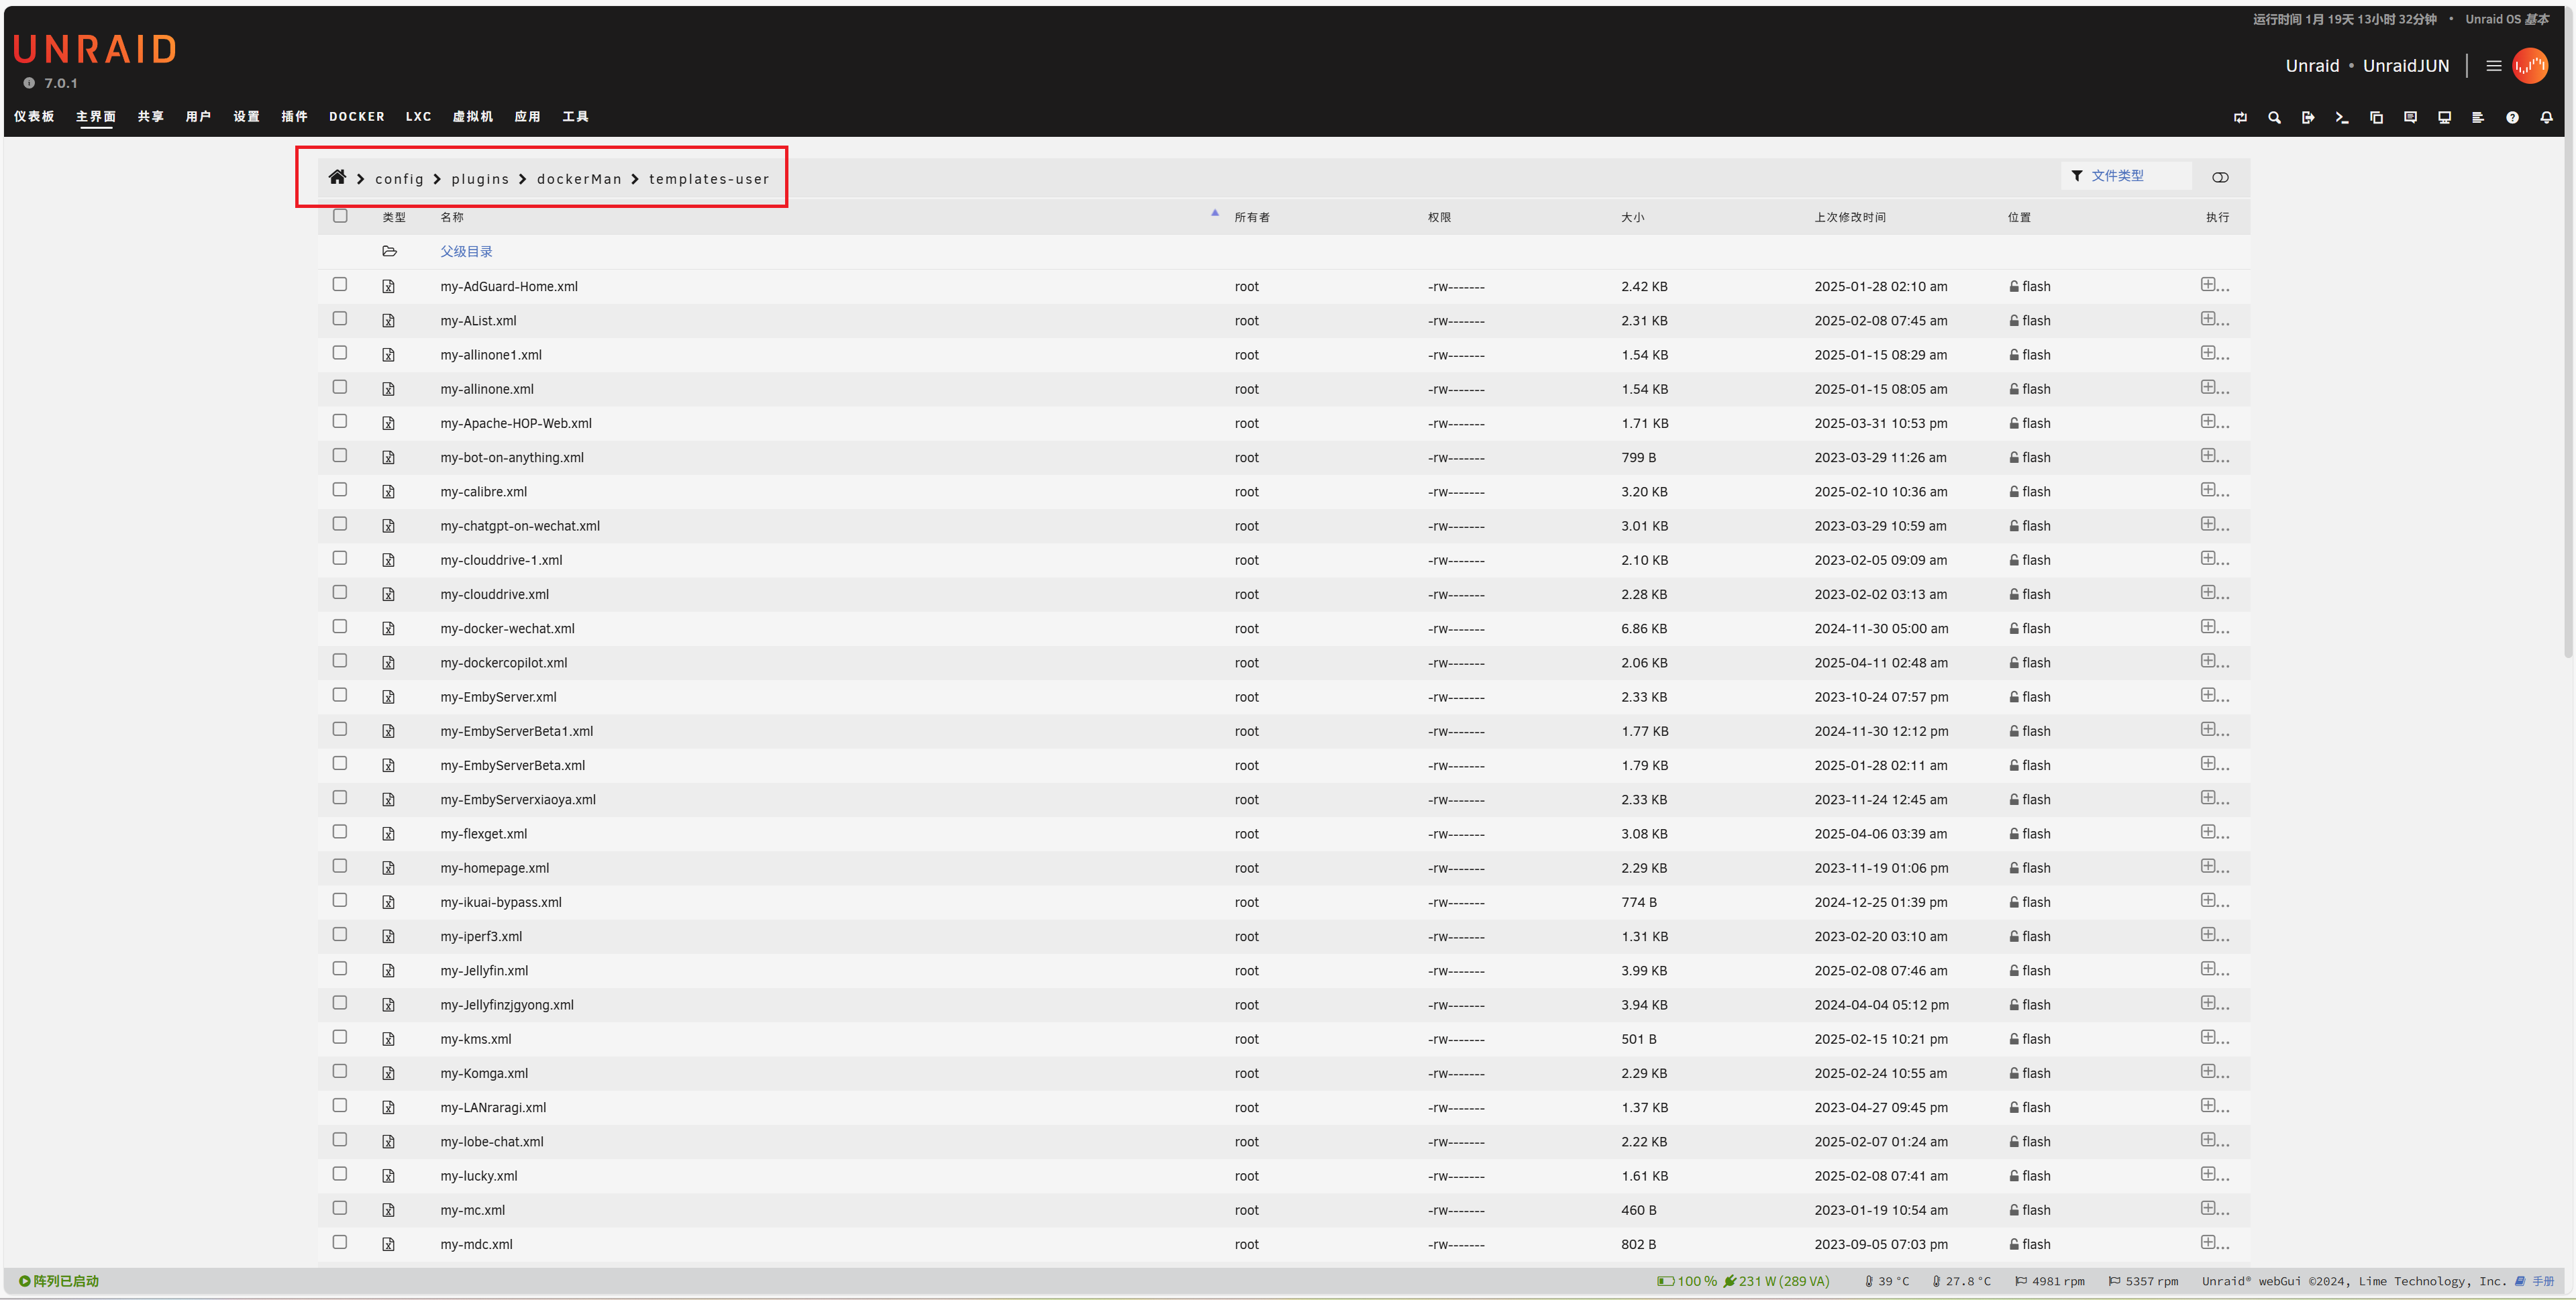 运行时间 1月 19天 13小时 32分钟 • Unraid OS 基本
UNRAID
7.0.1
Unraid • UnraidJUN
仪表板 主界面 共享 用户 设置 插件 DOCKER LXC 虚拟机 应用 工具
config > plugins > dockerMan > templates-user
文件类型
类型 名称 所有者 权限 大小 上次修改时间 位置 执行
父级目录
my-AdGuard-Home.xml root -rw------- 2.42 KB 2025-01-28 02:10 am flash ...
my-AList.xml root -rw------- 2.31 KB 2025-02-08 07:45 am flash ...
my-allinone1.xml root -rw------- 1.54 KB 2025-01-15 08:29 am flash ...
my-allinone.xml root -rw------- 1.54 KB 2025-01-15 08:05 am flash ...
my-Apache-HOP-Web.xml root -rw------- 1.71 KB 2025-03-31 10:53 pm flash ...
my-bot-on-anything.xml root -rw------- 799 B 2023-03-29 11:26 am flash ...
my-calibre.xml root -rw------- 3.20 KB 2025-02-10 10:36 am flash ...
my-chatgpt-on-wechat.xml root -rw------- 3.01 KB 2023-03-29 10:59 am flash ...
my-clouddrive-1.xml root -rw------- 2.10 KB 2023-02-05 09:09 am flash ...
my-clouddrive.xml root -rw------- 2.28 KB 2023-02-02 03:13 am flash ...
my-docker-wechat.xml root -rw------- 6.86 KB 2024-11-30 05:00 am flash ...
my-dockercopilot.xml root -rw------- 2.06 KB 2025-04-11 02:48 am flash ...
my-EmbyServer.xml root -rw------- 2.33 KB 2023-10-24 07:57 pm flash ...
my-EmbyServerBeta1.xml root -rw------- 1.77 KB 2024-11-30 12:12 pm flash ...
my-EmbyServerBeta.xml root -rw------- 1.79 KB 2025-01-28 02:11 am flash ...
my-EmbyServerxiaoya.xml root -rw------- 2.33 KB 2023-11-24 12:45 am flash ...
my-flexget.xml root -rw------- 3.08 KB 2025-04-06 03:39 am flash ...
my-homepage.xml root -rw------- 2.29 KB 2023-11-19 01:06 pm flash ...
my-ikuai-bypass.xml root -rw------- 774 B 2024-12-25 01:39 pm flash ...
my-iperf3.xml root -rw------- 1.31 KB 2023-02-20 03:10 am flash ...
my-Jellyfin.xml root -rw------- 3.99 KB 2025-02-08 07:46 am flash ...
my-Jellyfinzjgyong.xml root -rw------- 3.94 KB 2024-04-04 05:12 pm flash ...
my-kms.xml root -rw------- 501 B 2025-02-15 10:21 pm flash ...
my-Komga.xml root -rw------- 2.29 KB 2025-02-24 10:55 am flash ...
my-LANraragi.xml root -rw------- 1.37 KB 2023-04-27 09:45 pm flash ...
my-lobe-chat.xml root -rw------- 2.22 KB 2025-02-07 01:24 am flash ...
my-lucky.xml root -rw------- 1.61 KB 2025-02-08 07:41 am flash ...
my-mc.xml root -rw------- 460 B 2023-01-19 10:54 am flash ...
my-mdc.xml root -rw------- 802 B 2023-09-05 07:03 pm flash ...
阵列已启动 100 % 231 W (289 VA) 39 °C 27.8 °C 4981 rpm 5357 rpm Unraid® webGui ©2024, Lime Technology, Inc. 手册